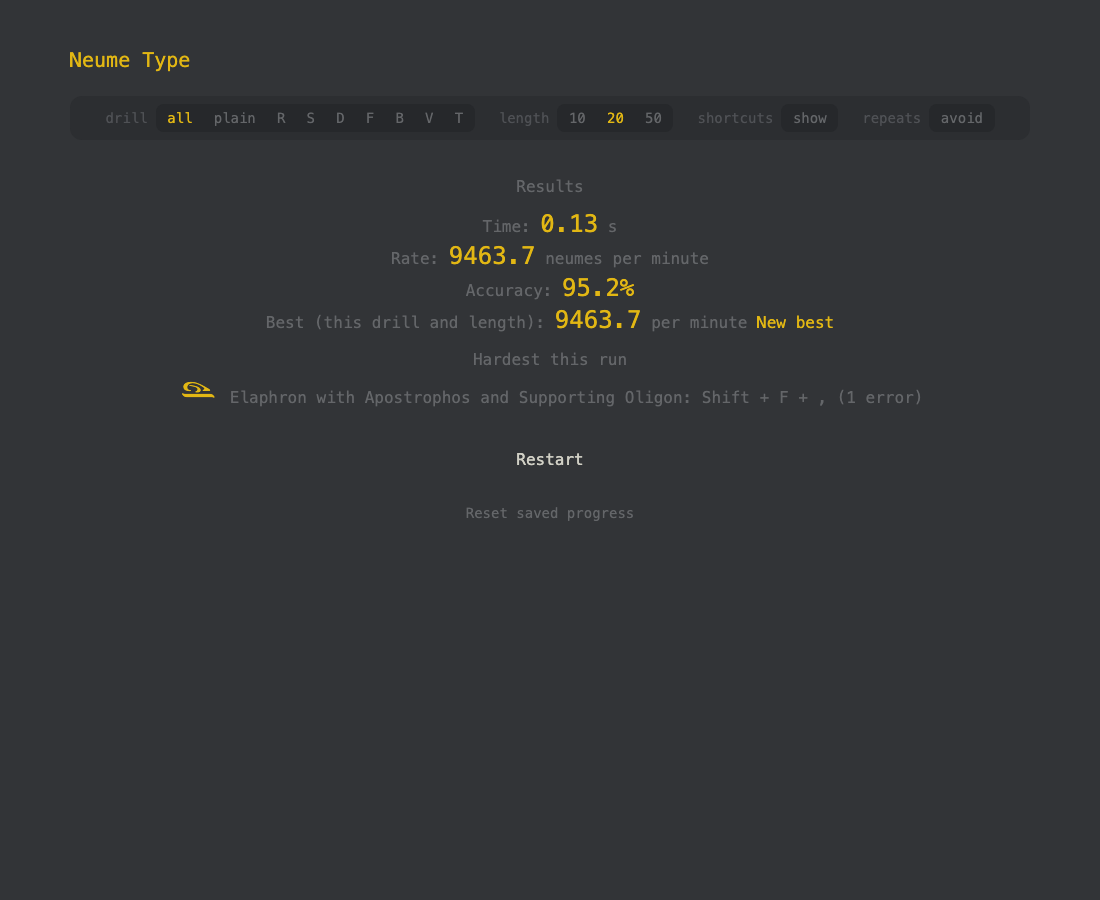 Neume Type
drill all plain R S D F B V T length 10 20 50 shortcuts show repeats avoid
Results
Time: 0.13 s
Rate: 9463.7 neumes per minute
Accuracy: 95.2%
Best (this drill and length): 9463.7 per minute New best
Hardest this run
Elaphron with Apostrophos and Supporting Oligon: Shift + F + , (1 error)
Restart
Reset saved progress